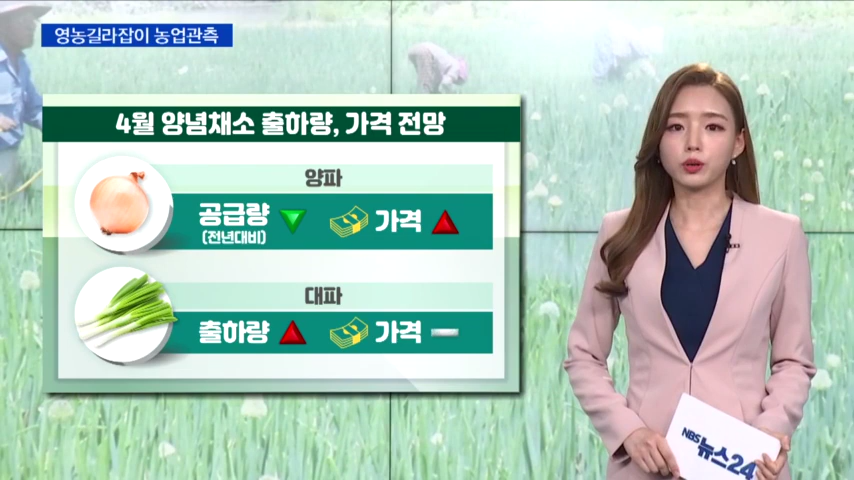 영농길라잡이 농업관측
4월 양념채소 출하량, 가격 전망
양파
공급량 가격
(전년대비)
대파
출하량 가격
NBS 뉴스24